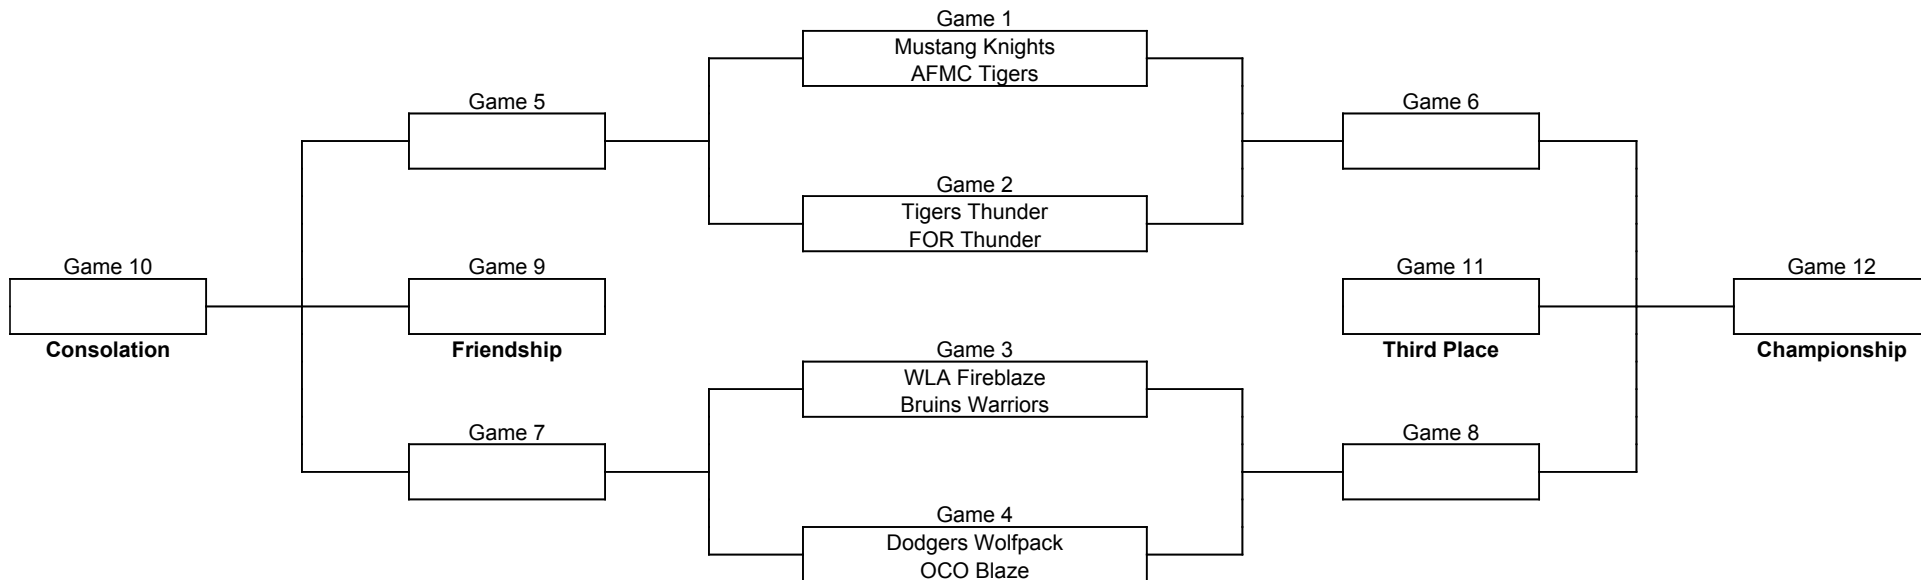 Game 1
Mustang Knights
AFMC Tigers
Game 5
Game 6
Game 2
Tigers Thunder
FOR Thunder
Game 10
Game 9
Game 11
Game 12
Consolation
Friendship
Third Place
Championship
Game 3
WLA Fireblaze
Bruins Warriors
Game 7
Game 8
Game 4
Dodgers Wolfpack
OCO Blaze